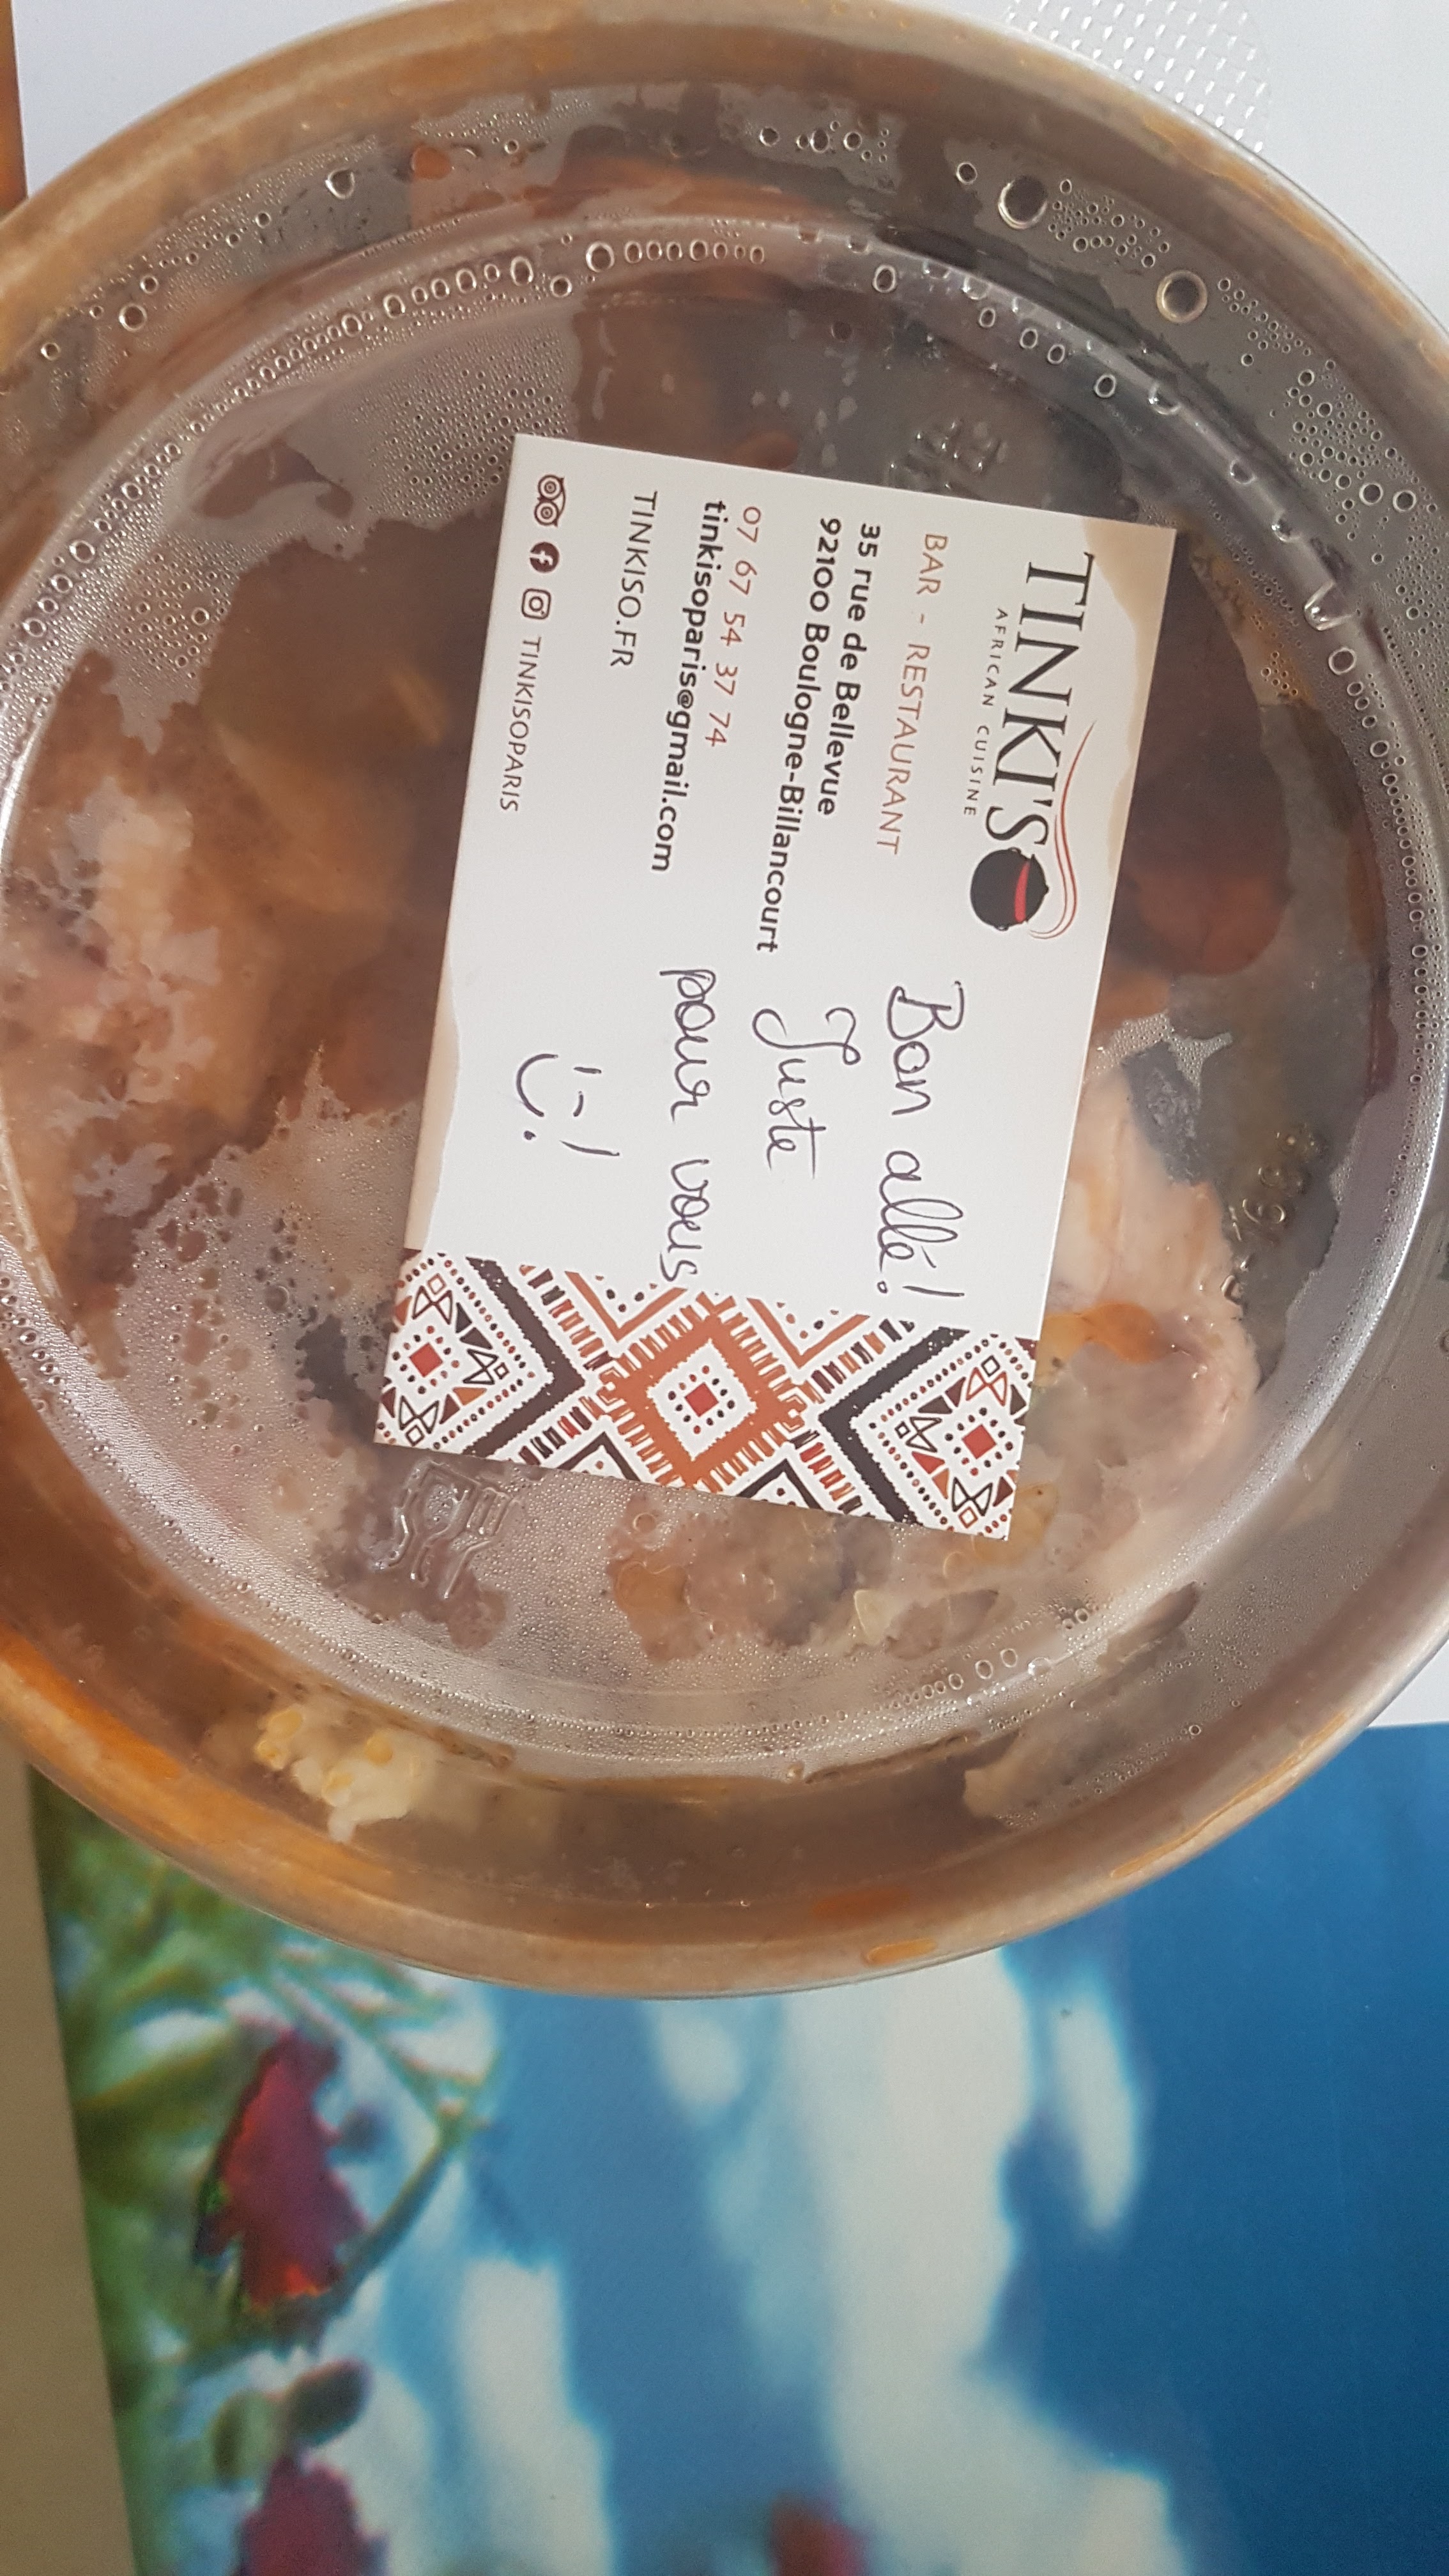 TINKI'SO
AFRICAN CUISINE
BAR - RESTAURANT
35 rue de Bellevue
92100 Boulogne-Billancourt
07 67 54 37 74
tinkisoparis@gmail.com
TINKISO.FR
TINKISOPARIS
Bon allé!
Juste
pour vous